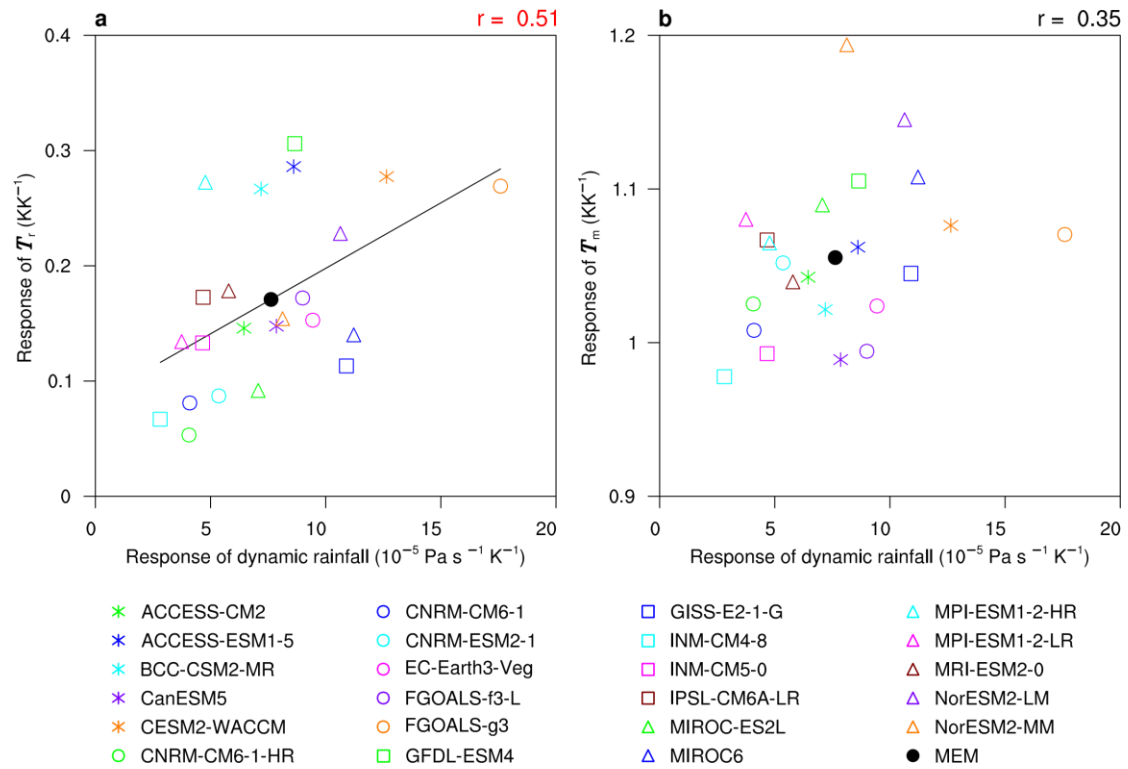 a r = 0.51
0.4
0.3
0.2
0.1
0
Response of Tr (KK−1)
0 5 10 15 20
Response of dynamic rainfall (10−5 Pa s −1 K−1)
b r = 0.35
1.2
1.1
1
0.9
Response of Tm (KK−1)
0 5 10 15 20
Response of dynamic rainfall (10−5 Pa s −1 K−1)
ACCESS-CM2
ACCESS-ESM1-5
BCC-CSM2-MR
CanESM5
CESM2-WACCM
CNRM-CM6-1-HR
CNRM-CM6-1
CNRM-ESM2-1
EC-Earth3-Veg
FGOALS-f3-L
FGOALS-g3
GFDL-ESM4
GISS-E2-1-G
INM-CM4-8
INM-CM5-0
IPSL-CM6A-LR
MIROC-ES2L
MIROC6
MPI-ESM1-2-HR
MPI-ESM1-2-LR
MRI-ESM2-0
NorESM2-LM
NorESM2-MM
MEM